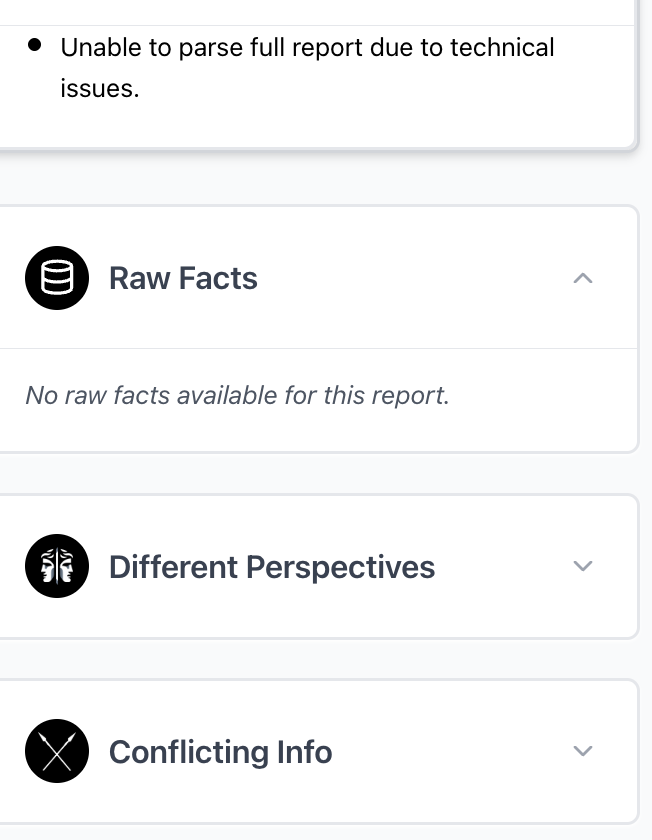 Unable to parse full report due to technical
issues.
Raw Facts
No raw facts available for this report.
Different Perspectives
Conflicting Info